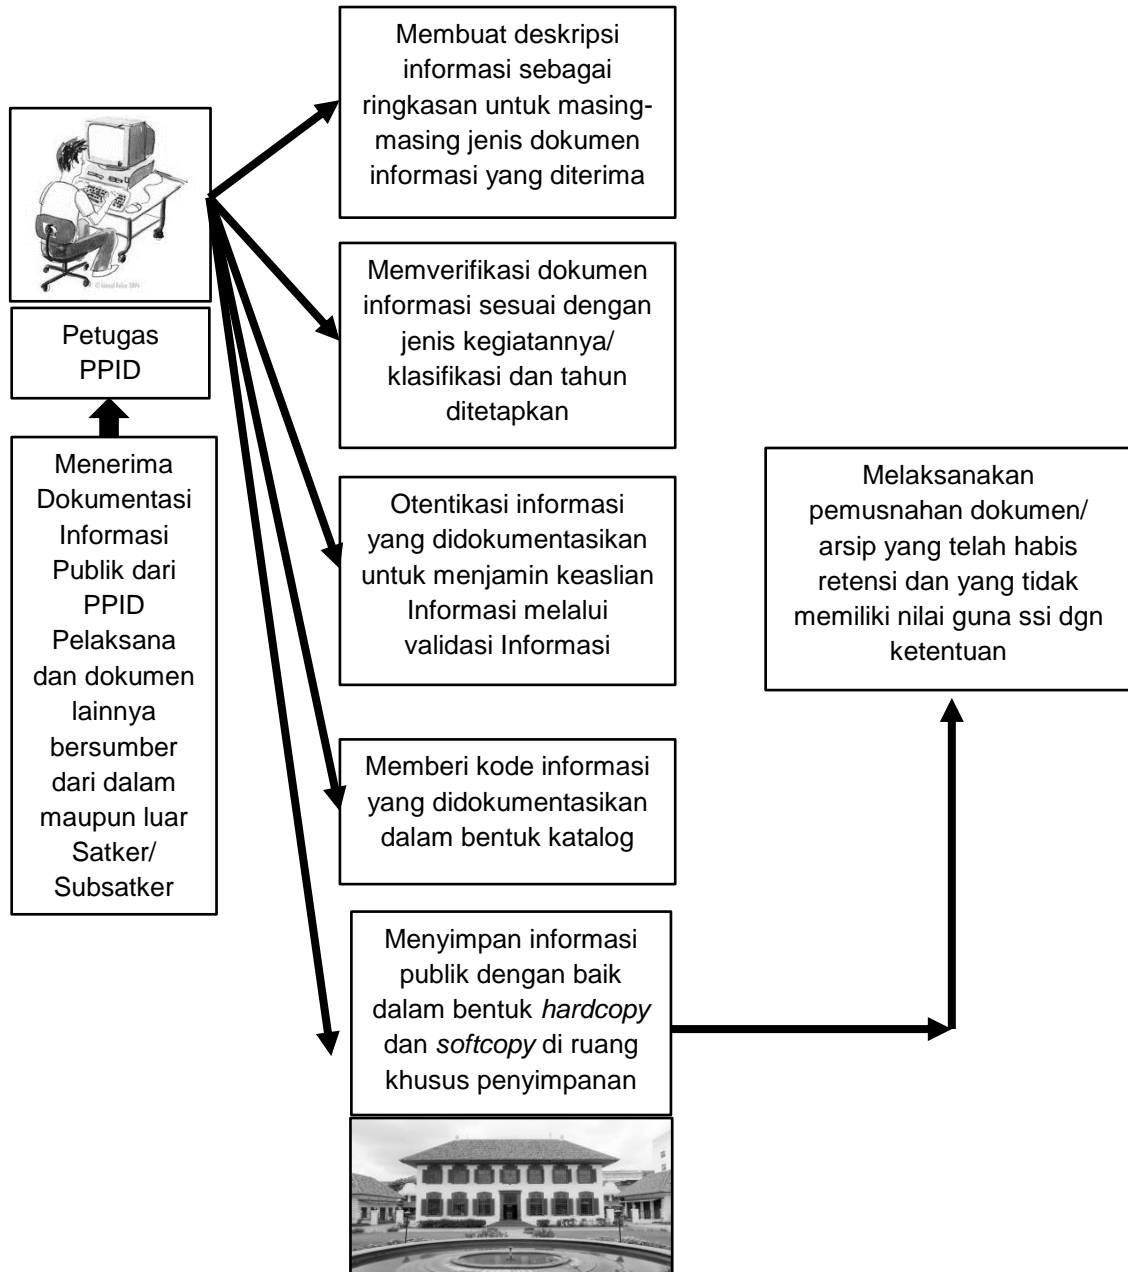 Membuat deskripsi
informasi sebagai
ringkasan untuk masing-
masing jenis dokumen
informasi yang diterima
Petugas
PPID
Menerima
Dokumentasi
Informasi
Publik dari
PPID
Pelaksana
dan dokumen
lainnya
bersumber
dari dalam
maupun luar
Satker/
Subsatker
Memverifikasi dokumen
informasi sesuai dengan
jenis kegiatannya/
klasifikasi dan tahun
ditetapkan
Otentikasi informasi
yang didokumentasikan
untuk menjamin keaslian
Informasi melalui
validasi Informasi
Memberi kode informasi
yang didokumentasikan
dalam bentuk katalog
Menyimpan informasi
publik dengan baik
dalam bentuk hardcopy
dan softcopy di ruang
khusus penyimpanan
Melaksanakan
pemusnahan dokumen/
arsip yang telah habis
retensi dan yang tidak
memiliki nilai guna ssi dgn
ketentuan